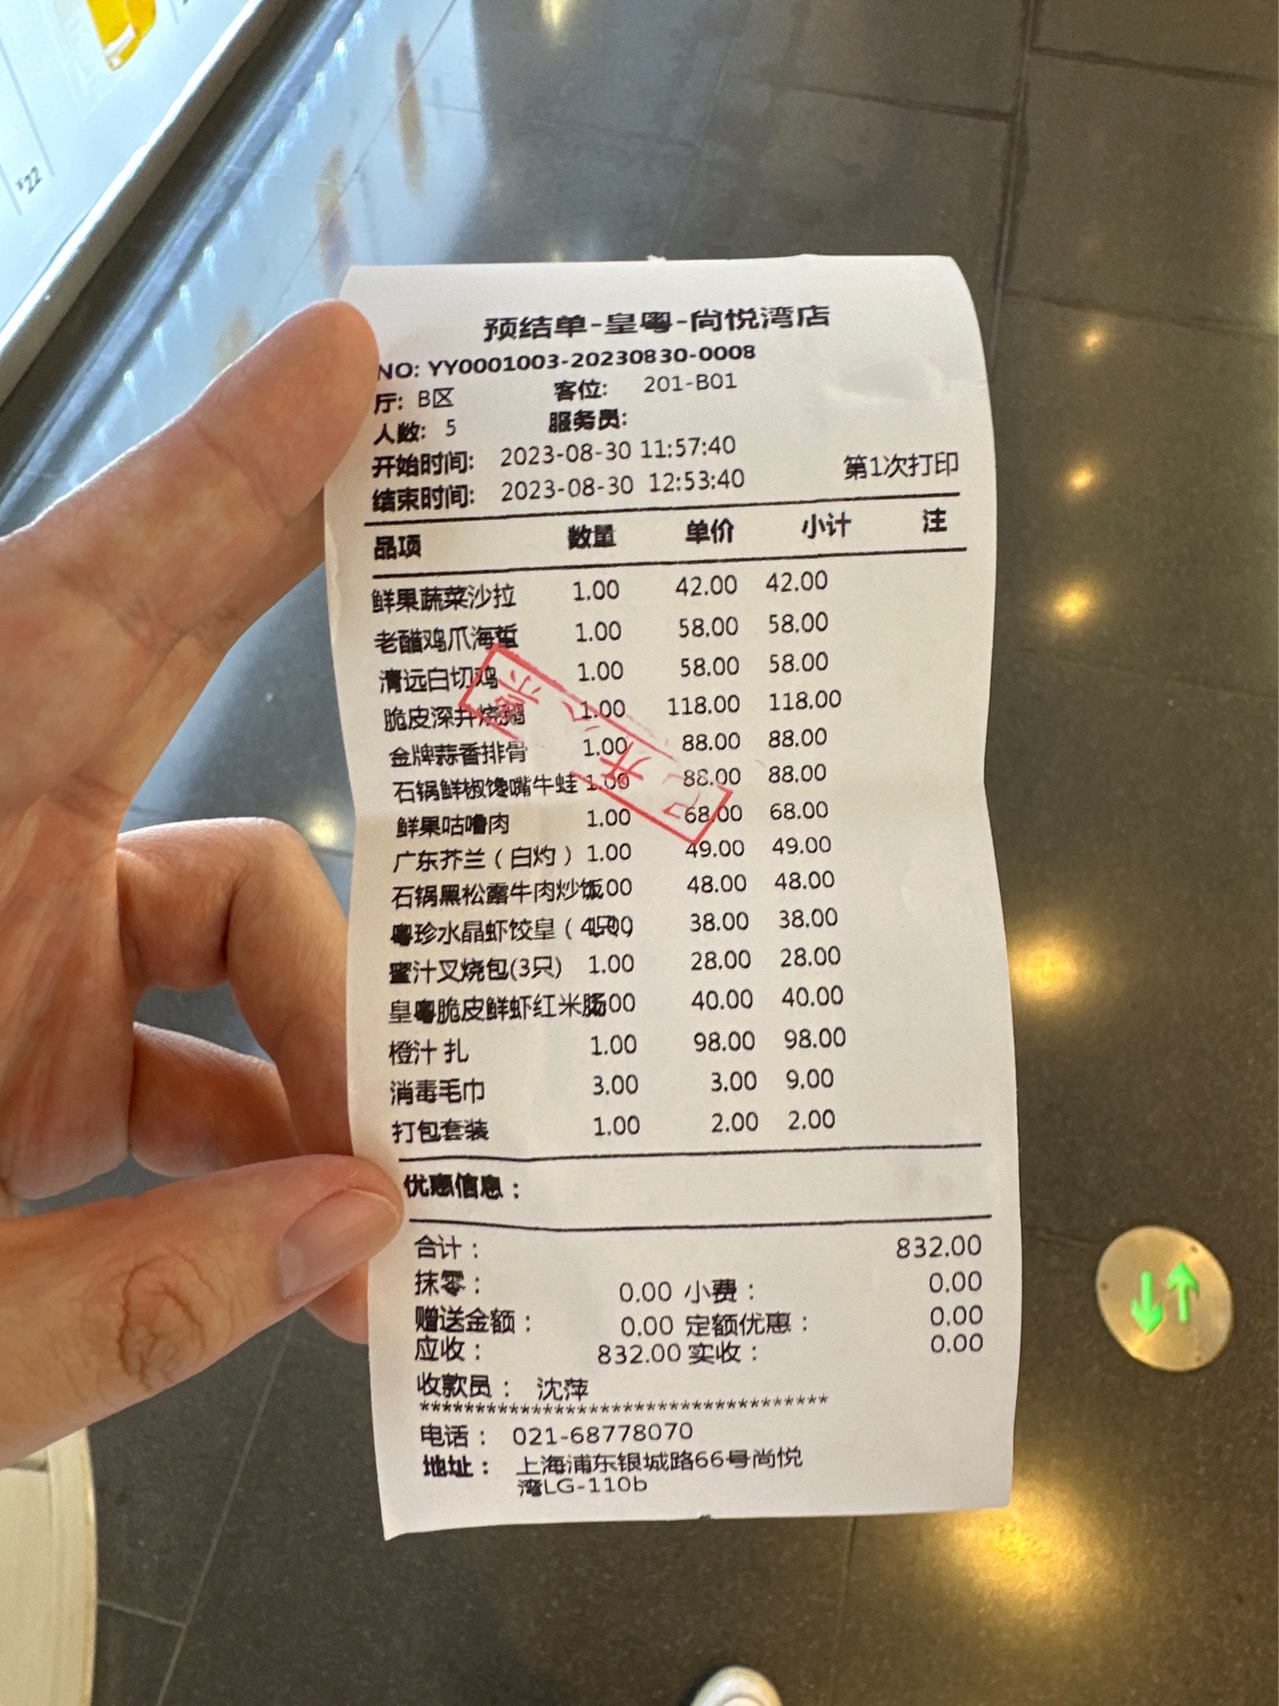 ¥22
预结单-皇粤-尚悦湾店
NO: YY0001003-20230830-0008
厅: B区 客位: 201-B01
人数: 5 服务员:
开始时间: 2023-08-30 11:57:40
结束时间: 2023-08-30 12:53:40 第1次打印
品项 数量 单价 小计 注
鲜果蔬菜沙拉 1.00 42.00 42.00
老醋鸡爪海蜇 1.00 58.00 58.00
清远白切鸡 1.00 58.00 58.00
脆皮深井烧鹅 1.00 118.00 118.00
金牌蒜香排骨 1.00 88.00 88.00
石锅鲜椒馋嘴牛蛙 1.00 88.00 88.00
鲜果咕噜肉 1.00 68.00 68.00
广东芥兰（白灼） 1.00 49.00 49.00
石锅黑松露牛肉炒饭 1.00 48.00 48.00
粤珍水晶虾饺皇（4只） 1.00 38.00 38.00
蜜汁叉烧包(3只) 1.00 28.00 28.00
皇粤脆皮鲜虾红米肠 1.00 40.00 40.00
橙汁 扎 1.00 98.00 98.00
消毒毛巾 3.00 3.00 9.00
打包套装 1.00 2.00 2.00
已开发票
优惠信息：
合计： 832.00
抹零： 0.00 小费： 0.00
赠送金额： 0.00 定额优惠： 0.00
应收： 832.00 实收： 0.00
收款员： 沈萍
************************************
电话： 021-68778070
地址： 上海浦东银城路66号尚悦
湾LG-110b